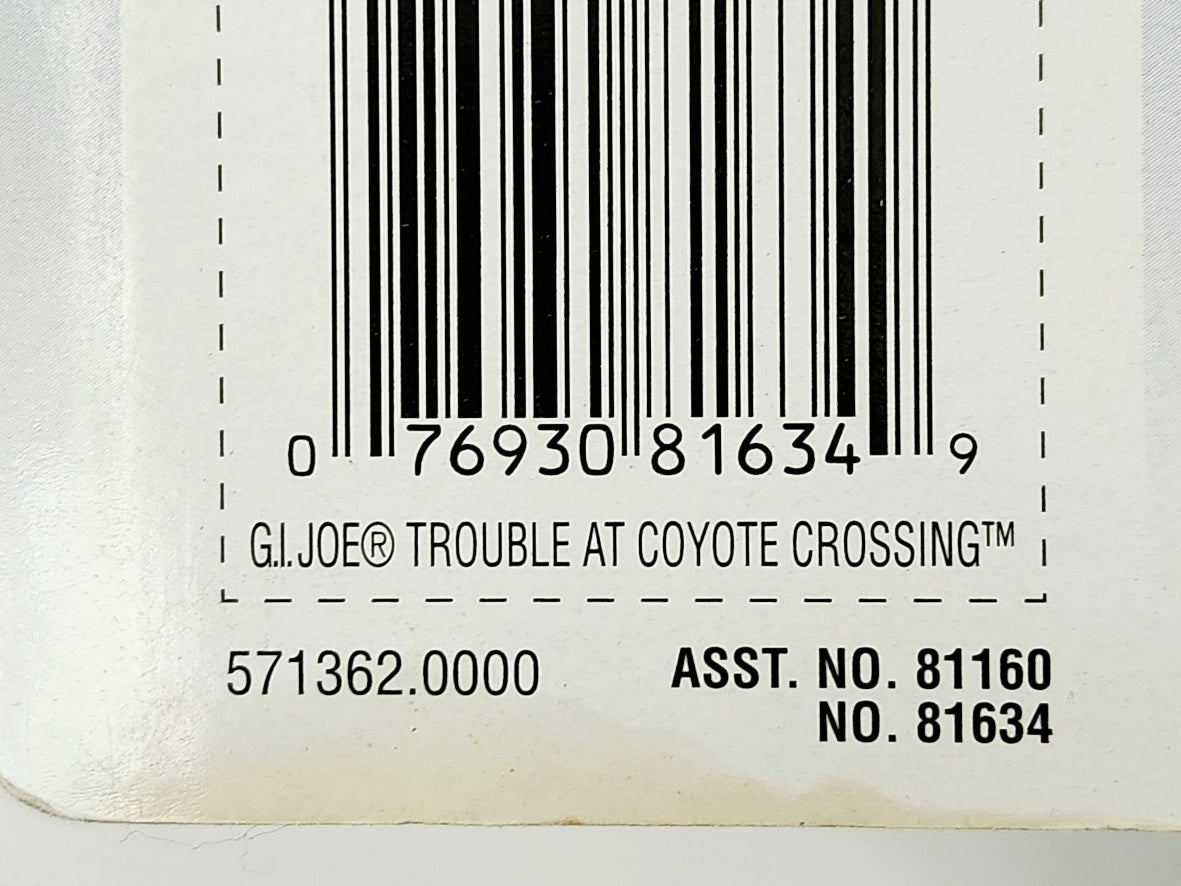 0 76930 81634 9
G.I. JOE® TROUBLE AT COYOTE CROSSING™
571362.0000
ASST. NO. 81160
NO. 81634